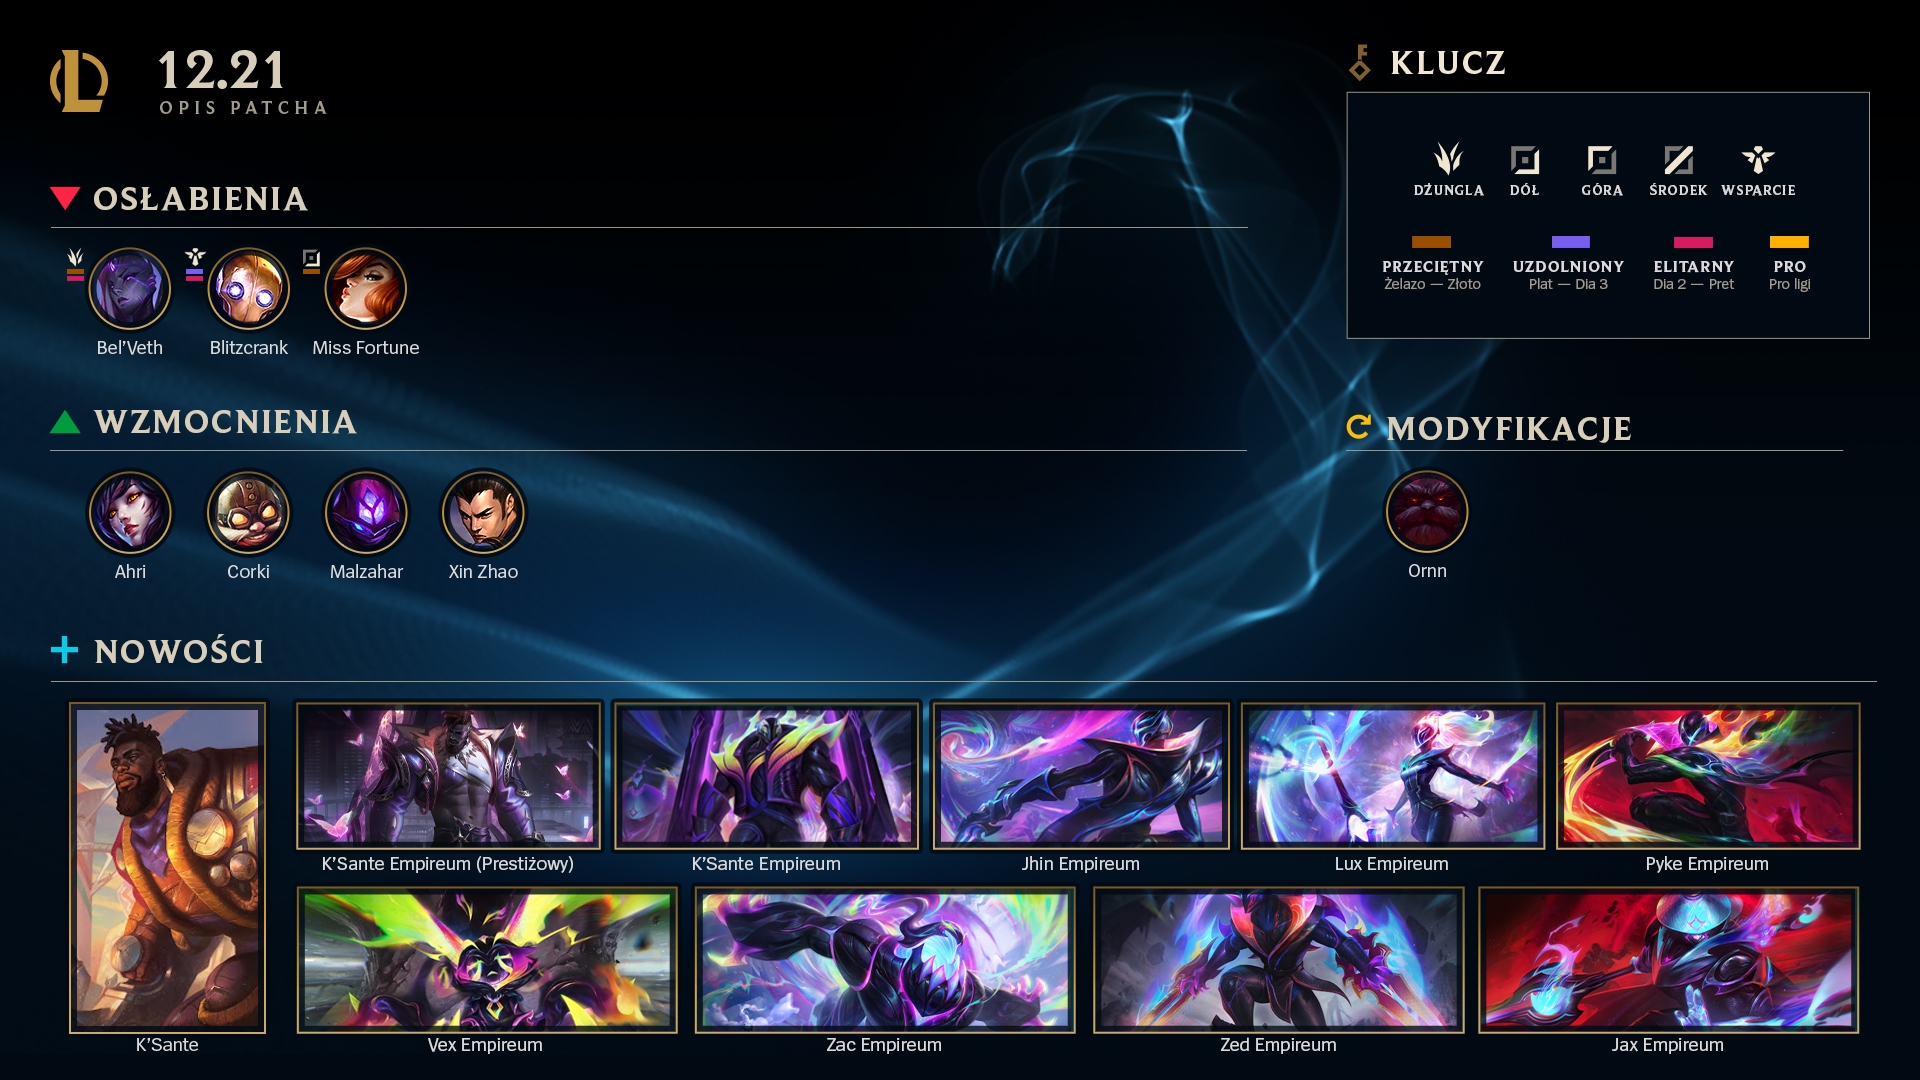 12.21
OPIS PATCHA
KLUCZ
DŻUNGLA DÓŁ GÓRA ŚRODEK WSPARCIE
PRZECIĘTNY UZDOLNIONY ELITARNY PRO
Żelazo — Złoto Plat — Dia 3 Dia 2 — Pret Pro ligi
OSŁABIENIA
Bel'Veth Blitzcrank Miss Fortune
WZMOCNIENIA
Ahri Corki Malzahar Xin Zhao
MODYFIKACJE
Ornn
NOWOŚCI
K'Sante Empireum (Prestiżowy) K'Sante Empireum Jhin Empireum Lux Empireum Pyke Empireum
K'Sante Vex Empireum Zac Empireum Zed Empireum Jax Empireum